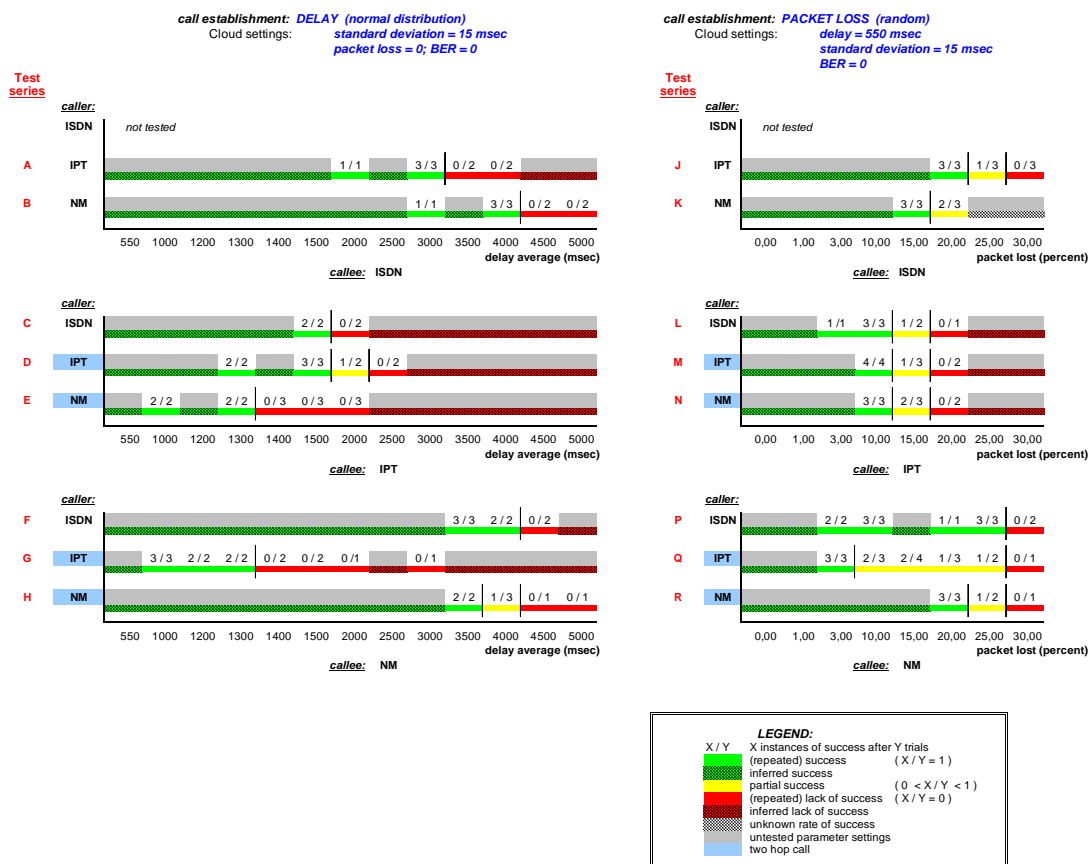 call establishment: DELAY (normal distribution)
Cloud settings: standard deviation = 15 msec
packet loss = 0; BER = 0
Test series
caller:
ISDN not tested
A IPT 1 / 1 3 / 3 0 / 2 0 / 2
B NM 1 / 1 3 / 3 0 / 2 0 / 2
550 1000 1200 1300 1400 1500 2000 2500 3000 3500 4000 4500 5000
delay average (msec)
callee: ISDN
caller:
C ISDN 2 / 2 0 / 2
D IPT 2 / 2 3 / 3 1 / 2 0 / 2
E NM 2 / 2 2 / 2 0 / 3 0 / 3 0 / 3
550 1000 1200 1300 1400 1500 2000 2500 3000 3500 4000 4500 5000
delay average (msec)
callee: IPT
caller:
F ISDN 3 / 3 2 / 2 0 / 2
G IPT 3 / 3 2 / 2 2 / 2 0 / 2 0 / 2 0 / 1 0 / 1
H NM 2 / 2 1 / 3 0 / 1 0 / 1
550 1000 1200 1300 1400 1500 2000 2500 3000 3500 4000 4500 5000
delay average (msec)
callee: NM
call establishment: PACKET LOSS (random)
Cloud settings: delay = 550 msec
standard deviation = 15 msec
BER = 0
Test series
caller:
ISDN not tested
J IPT 3 / 3 1 / 3 0 / 3
K NM 3 / 3 2 / 3
0,00 1,00 3,00 10,00 15,00 20,00 25,00 30,00
packet lost (percent)
callee: ISDN
caller:
L ISDN 1 /1 3 / 3 1 / 2 0 / 1
M IPT 4 / 4 1 / 3 0 / 2
N NM 3 / 3 2 / 3 0 / 2
0,00 1,00 3,00 10,00 15,00 20,00 25,00 30,00
packet lost (percent)
callee: IPT
caller:
P ISDN 2 / 2 3 / 3 1 / 1 3 / 3 0 / 2
Q IPT 3 / 3 2 / 3 2 / 4 1 / 3 1 / 2 0 / 1
R NM 3 / 3 1 / 2 0 / 1
0,00 1,00 3,00 10,00 15,00 20,00 25,00 30,00
packet lost (percent)
callee: NM
LEGEND:
X / Y X instances of success after Y trials
(repeated) success ( X / Y = 1 )
inferred success
partial success ( 0 < X / Y < 1 )
(repeated) lack of success ( X / Y = 0 )
inferred lack of success
unknown rate of success
untested parameter settings
two hop call